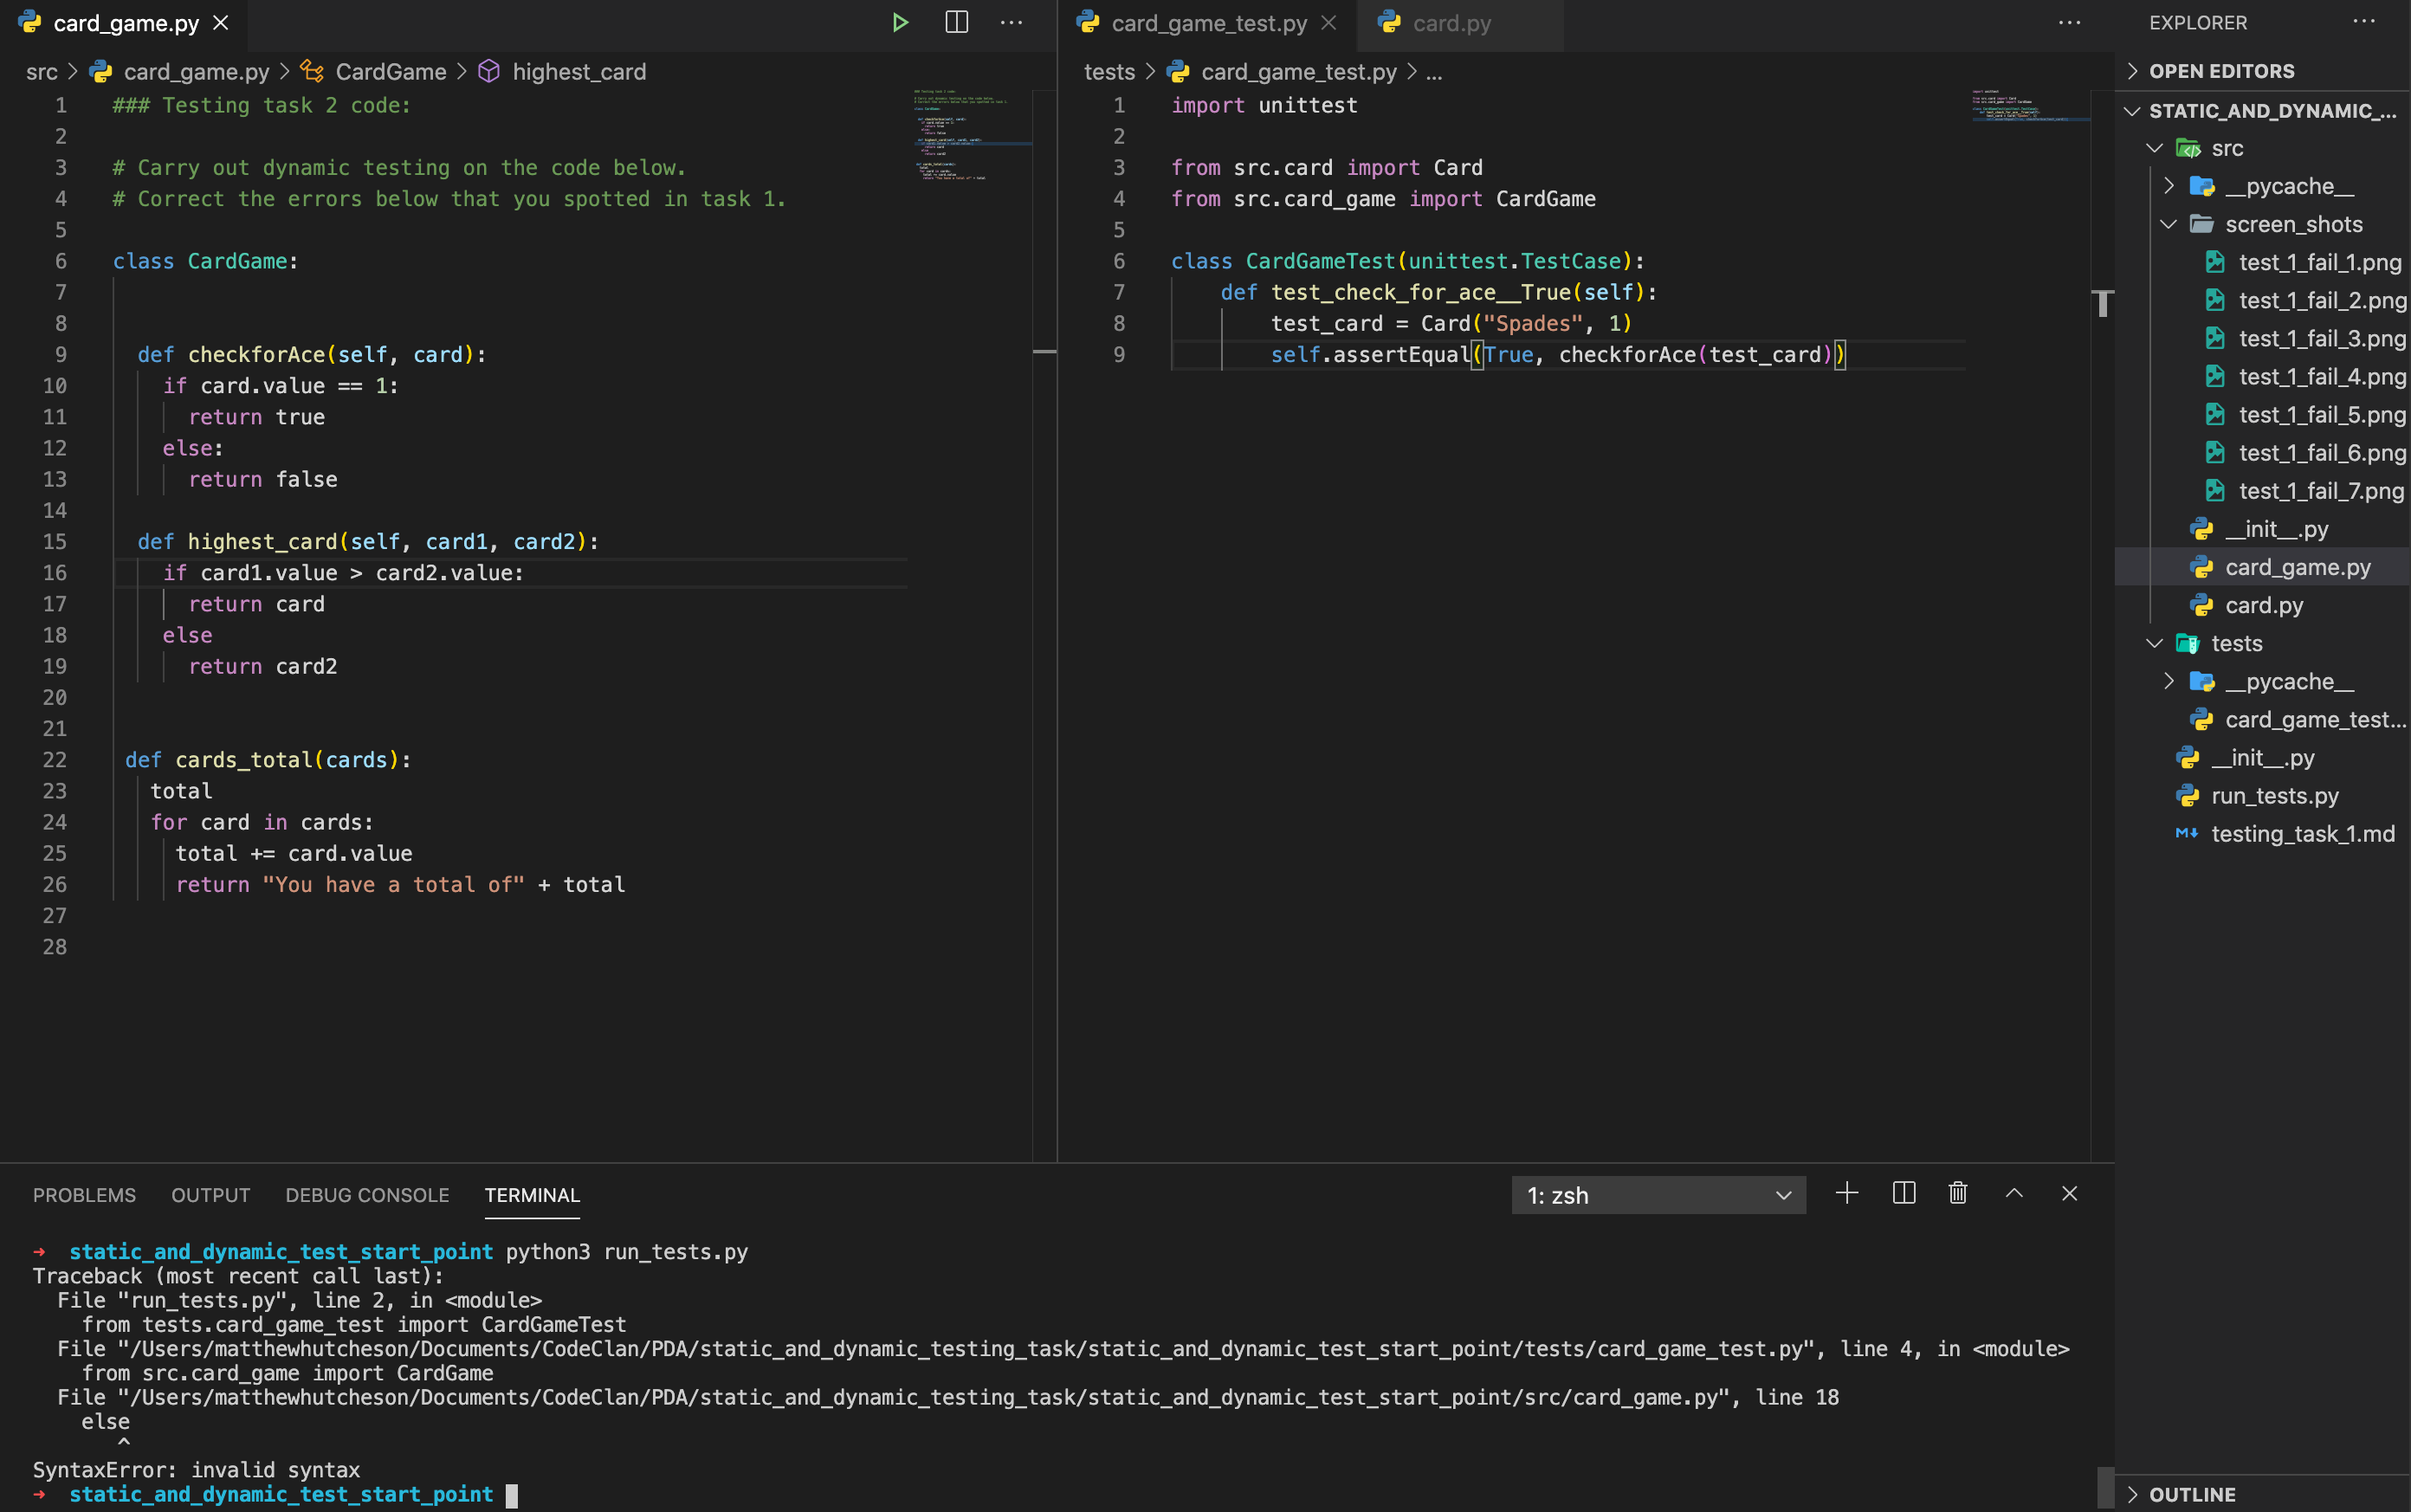 card_game.py
src > card_game.py > CardGame > highest_card
1 ### Testing task 2 code:
2
3 # Carry out dynamic testing on the code below.
4 # Correct the errors below that you spotted in task 1.
5
6 class CardGame:
7
8
9 def checkforAce(self, card):
10 if card.value == 1:
11 return true
12 else:
13 return false
14
15 def highest_card(self, card1, card2):
16 if card1.value > card2.value:
17 return card
18 else
19 return card2
20
21
22 def cards_total(cards):
23 total
24 for card in cards:
25 total += card.value
26 return "You have a total of" + total
27
28
card_game_test.py card.py
tests > card_game_test.py > ...
1 import unittest
2
3 from src.card import Card
4 from src.card_game import CardGame
5
6 class CardGameTest(unittest.TestCase):
7 def test_check_for_ace__True(self):
8 test_card = Card("Spades", 1)
9 self.assertEqual(True, checkforAce(test_card))
EXPLORER
OPEN EDITORS
STATIC_AND_DYNAMIC_...
src
__pycache__
screen_shots
test_1_fail_1.png
test_1_fail_2.png
test_1_fail_3.png
test_1_fail_4.png
test_1_fail_5.png
test_1_fail_6.png
test_1_fail_7.png
__init__.py
card_game.py
card.py
tests
__pycache__
card_game_test...
__init__.py
run_tests.py
testing_task_1.md
OUTLINE
PROBLEMS OUTPUT DEBUG CONSOLE TERMINAL
1: zsh
→ static_and_dynamic_test_start_point python3 run_tests.py
Traceback (most recent call last):
File "run_tests.py", line 2, in <module>
from tests.card_game_test import CardGameTest
File "/Users/matthewhutcheson/Documents/CodeClan/PDA/static_and_dynamic_testing_task/static_and_dynamic_test_start_point/tests/card_game_test.py", line 4, in <module>
from src.card_game import CardGame
File "/Users/matthewhutcheson/Documents/CodeClan/PDA/static_and_dynamic_testing_task/static_and_dynamic_test_start_point/src/card_game.py", line 18
else
^
SyntaxError: invalid syntax
→ static_and_dynamic_test_start_point